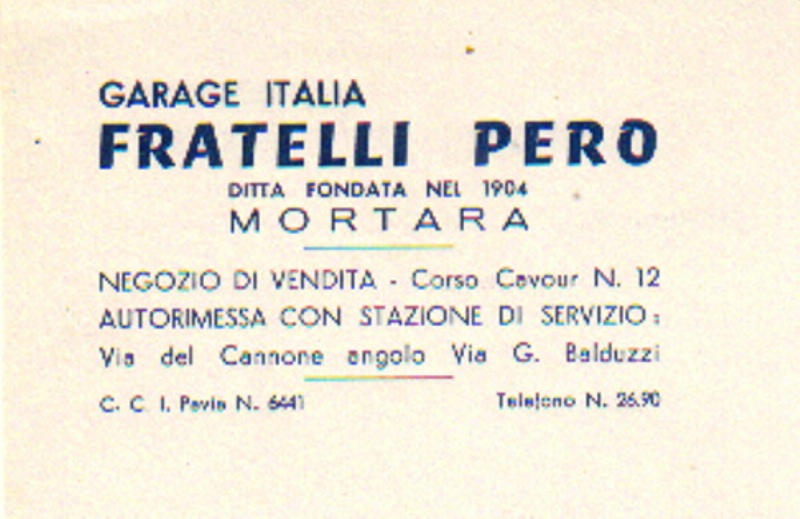 GARAGE ITALIA
FRATELLI PERO
DITTA FONDATA NEL 1904
MORTARA
NEGOZIO DI VENDITA - Corso Cavour N. 12
AUTORIMESSA CON STAZIONE DI SERVIZIO:
Via del Cannone angolo Via G. Balduzzi
C. C. I. Pavia N. 6441
Telefono N. 26.90